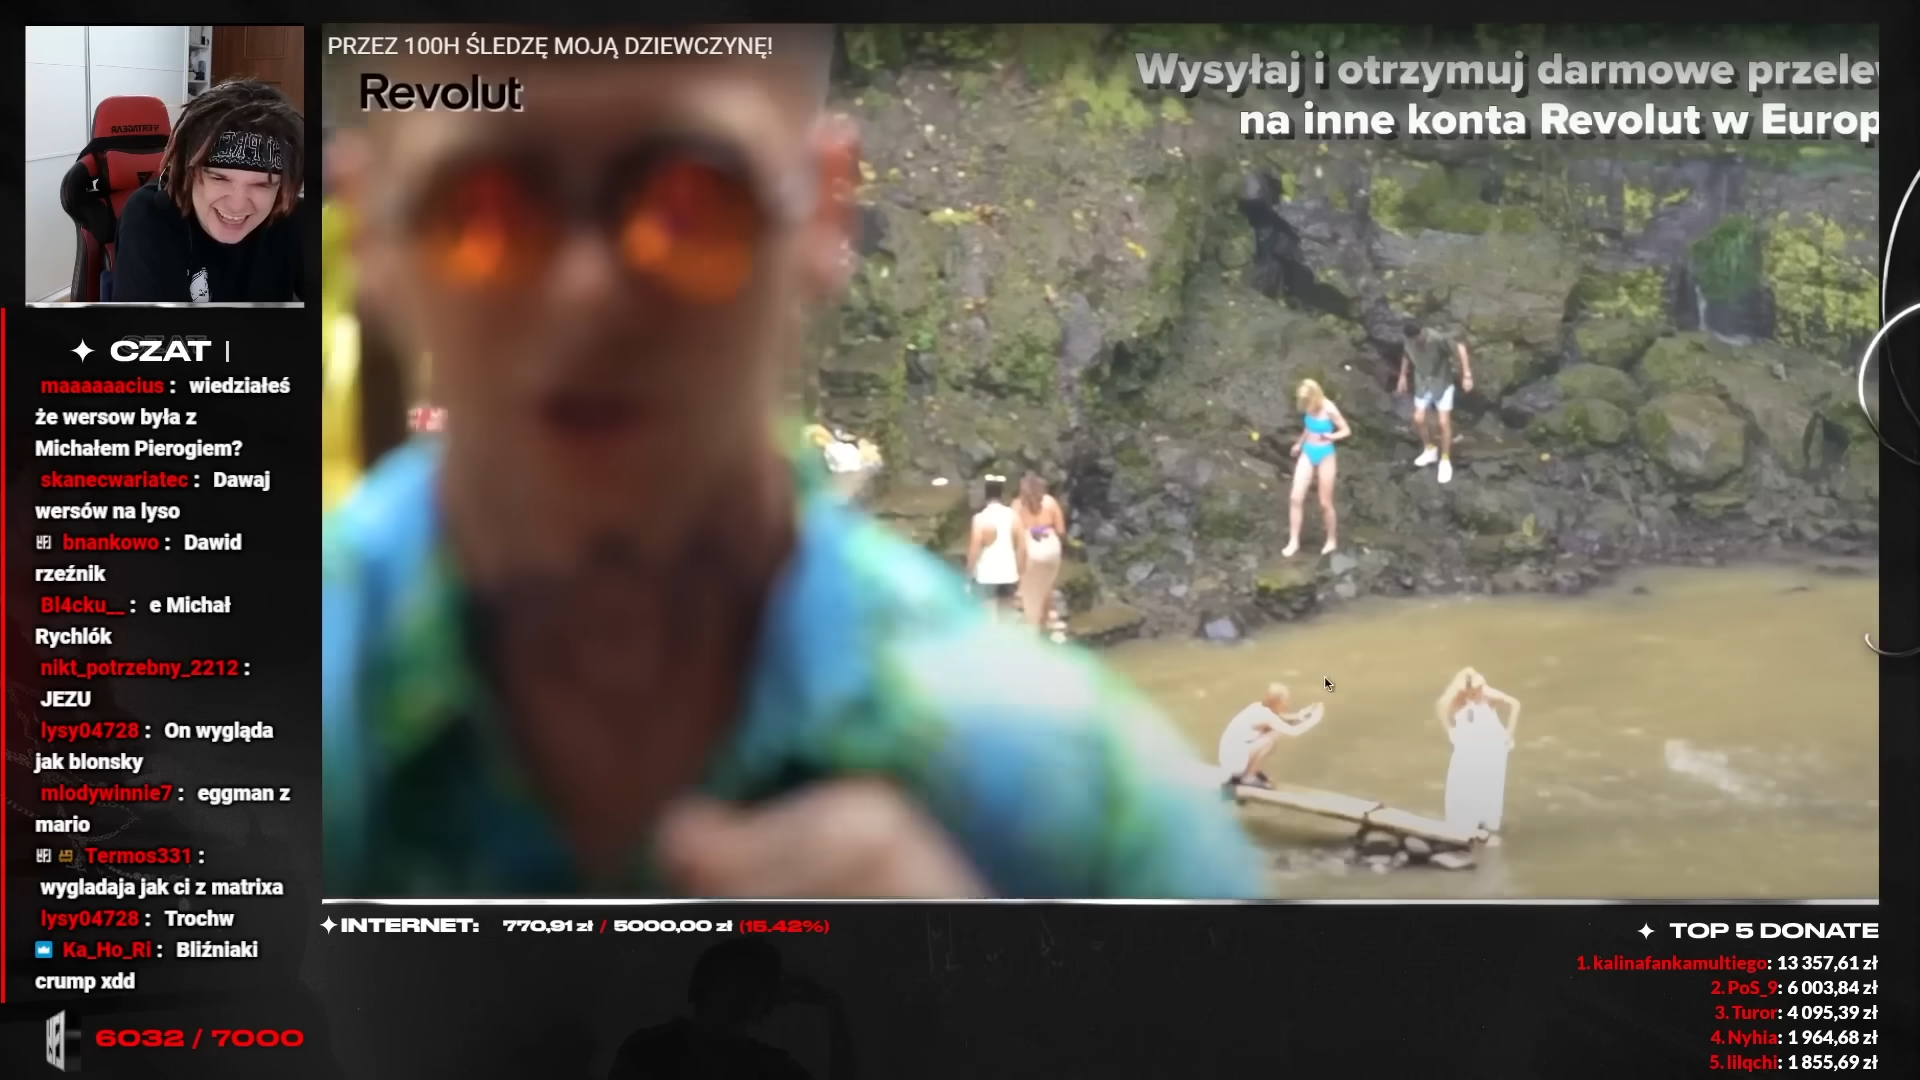 PRZEZ 100H ŚLEDZĘ MOJĄ DZIEWCZYNĘ!
Revolut
Wysyłaj i otrzymuj darmowe przelew
na inne konta Revolut w Europ
CZAT |
maaaaaacius : wiedziałeś
że wersow była z
Michałem Pierogiem?
skanecwariatec : Dawaj
wersów na lyso
bnankowo : Dawid
rzeźnik
Bl4cku__ : e Michał
Rychlók
nikt_potrzebny_2212 :
JEZU
lysy04728 : On wygląda
jak blonsky
mlodywinnie7 : eggman z
mario
Termos331 :
wygladaja jak ci z matrixa
lysy04728 : Trochw
Ka_Ho_Ri : Bliźniaki
crump xdd
6032 / 7000
INTERNET: 770,91 zł / 5000,00 zł (15.42%)
TOP 5 DONATE
1. kalinafankamultiego: 13 357,61 zł
2. PoS_9: 6 003,84 zł
3. Turor: 4 095,39 zł
4. Nyhia: 1 964,68 zł
5. lilqchi: 1 855,69 zł